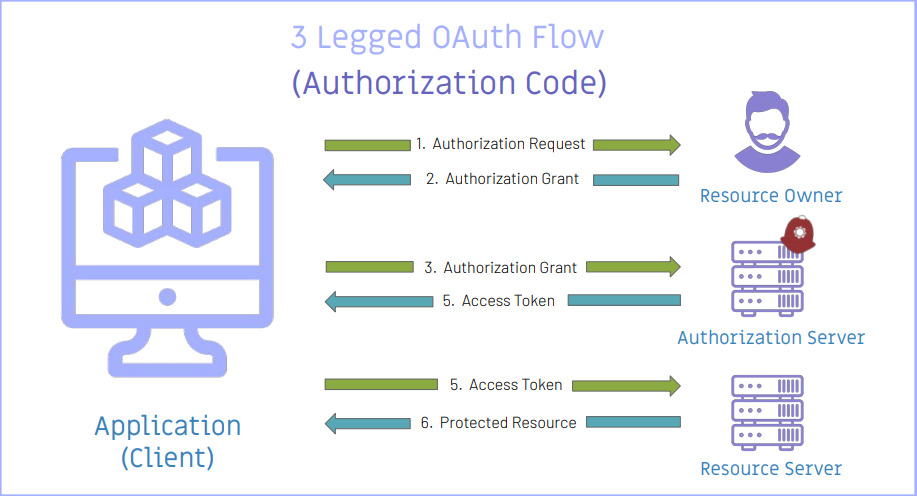 3 Legged OAuth Flow
(Authorization Code)
1. Authorization Request
2. Authorization Grant
Resource Owner
3. Authorization Grant
5. Access Token
Authorization Server
5. Access Token
6. Protected Resource
Application
(Client)
Resource Server